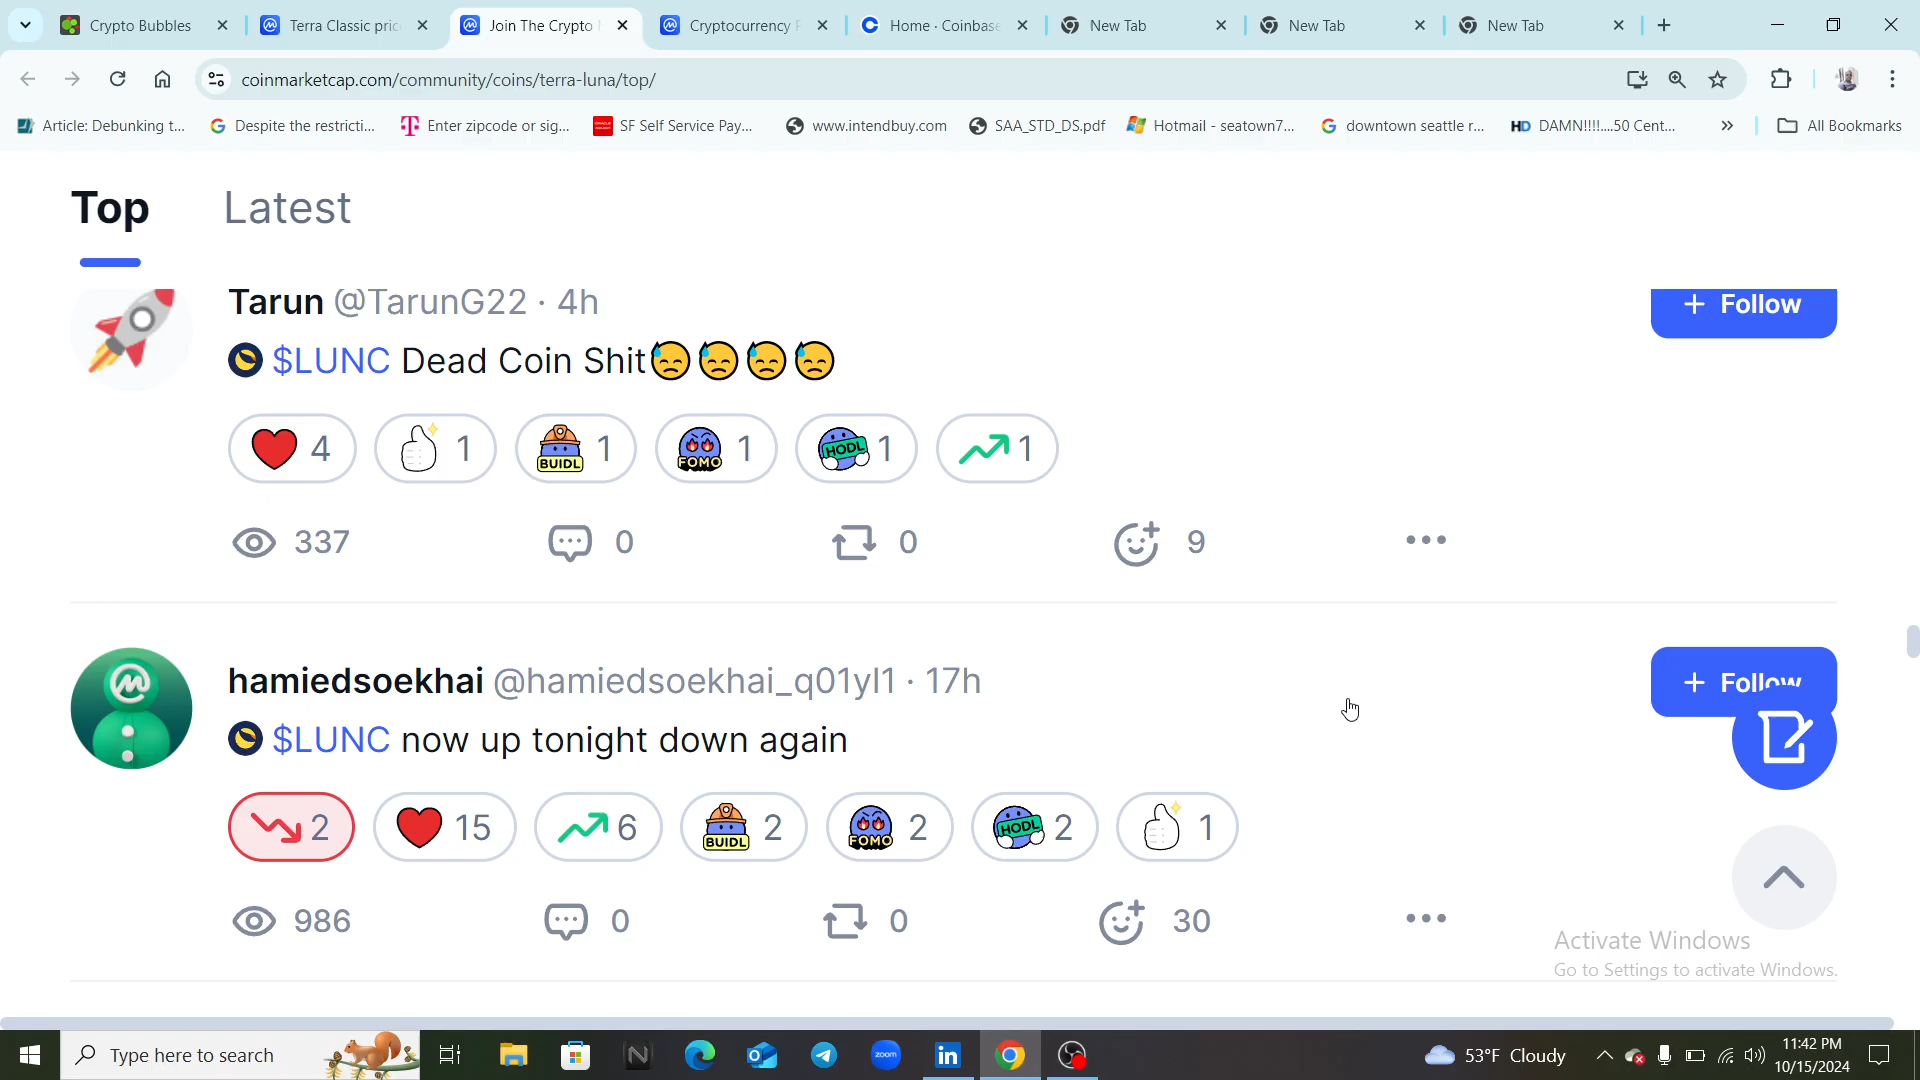 Crypto Bubbles
Terra Classic pric
Join The Crypto
Cryptocurrency
Home · Coinbase
New Tab
New Tab
New Tab
coinmarketcap.com/community/coins/terra-luna/top/
Article: Debunking t...
Despite the restricti...
Enter zipcode or sig...
SF Self Service Pay...
www.intendbuy.com
SAA_STD_DS.pdf
Hotmail - seatown7...
downtown seattle r...
HD DAMN!!!!....50 Cent...
All Bookmarks
Top
Latest
Tarun @TarunG22 · 4h
+ Follow
$LUNC Dead Coin Shit😓😓😓😓
4
1
BUIDL 1
FOMO 1
HODL 1
1
337
0
0
9
hamiedsoekhai @hamiedsoekhai_q01yl1 · 17h
+ Follow
$LUNC now up tonight down again
2
15
6
BUIDL 2
FOMO 2
HODL 2
1
986
0
0
30
Activate Windows
Go to Settings to activate Windows.
Type here to search
zoom
53°F Cloudy
11:42 PM
10/15/2024